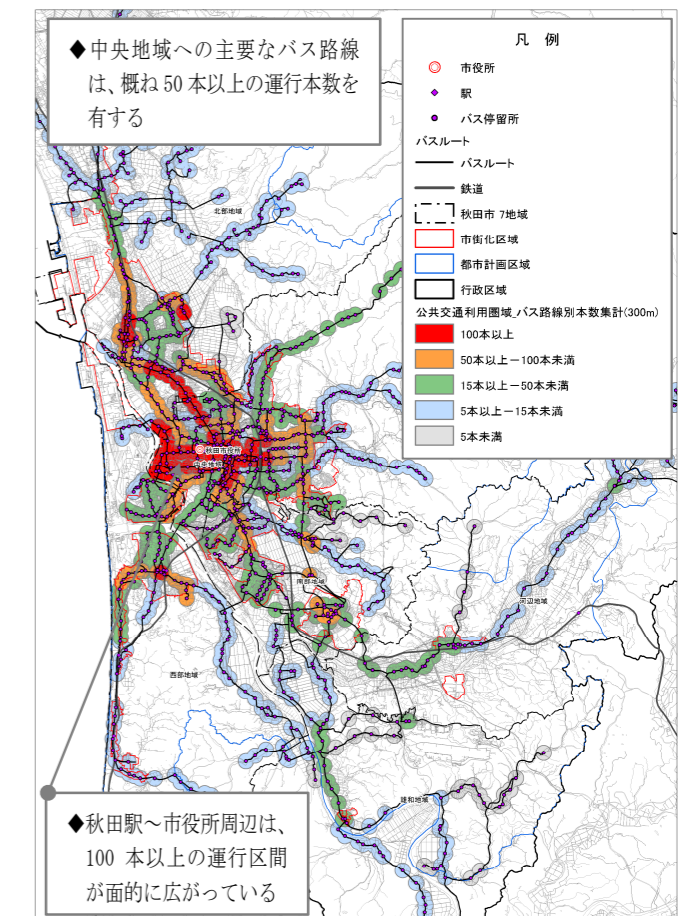 ◆中央地域への主要なバス路線
は、概ね 50 本以上の運行本数を
有する
凡 例
市役所
駅
バス停留所
バスルート
バスルート
鉄道
秋田市 7地域
市街化区域
都市計画区域
行政区域
公共交通利用圏域_バス路線別本数集計(300m)
100本以上
50本以上－100本未満
15本以上－50本未満
5本以上－15本未満
5本未満
北部地域
秋田市役所
中央地域
南部地域
河辺地域
西部地域
雄和地域
◆秋田駅～市役所周辺は、
100 本以上の運行区間
が面的に広がっている